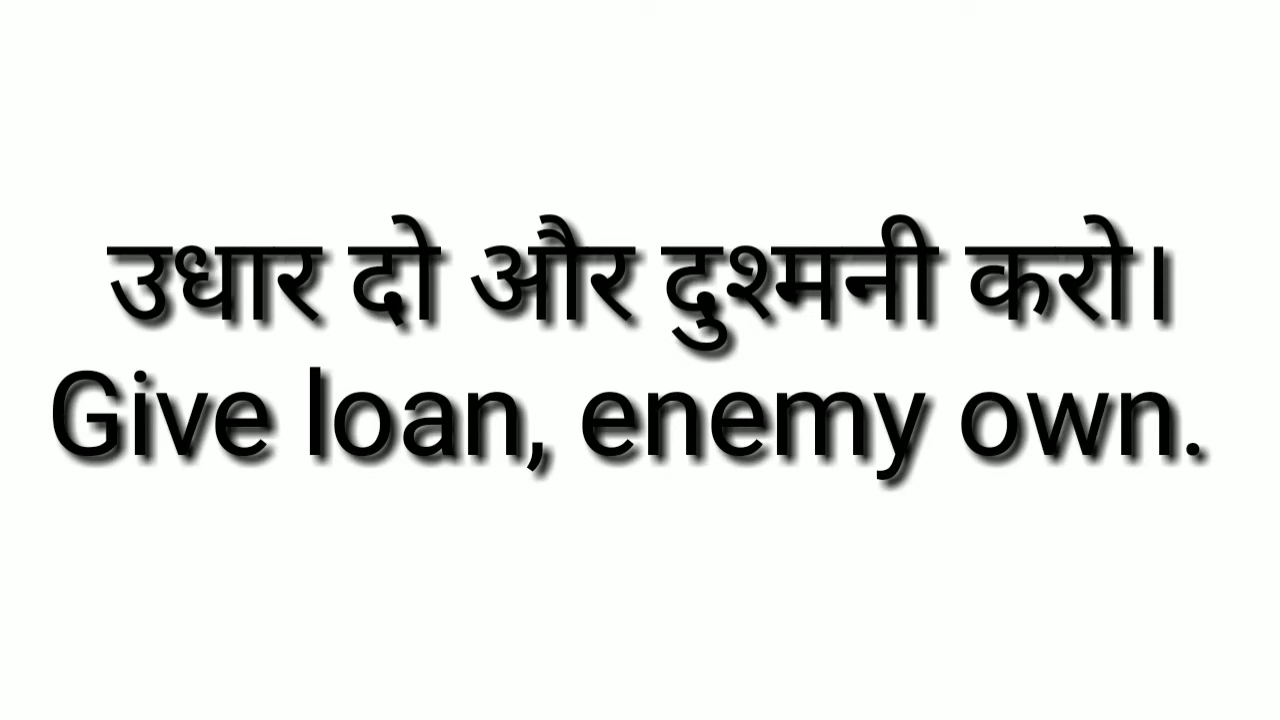 उधार दो और दुश्मनी करो।
Give loan, enemy own.